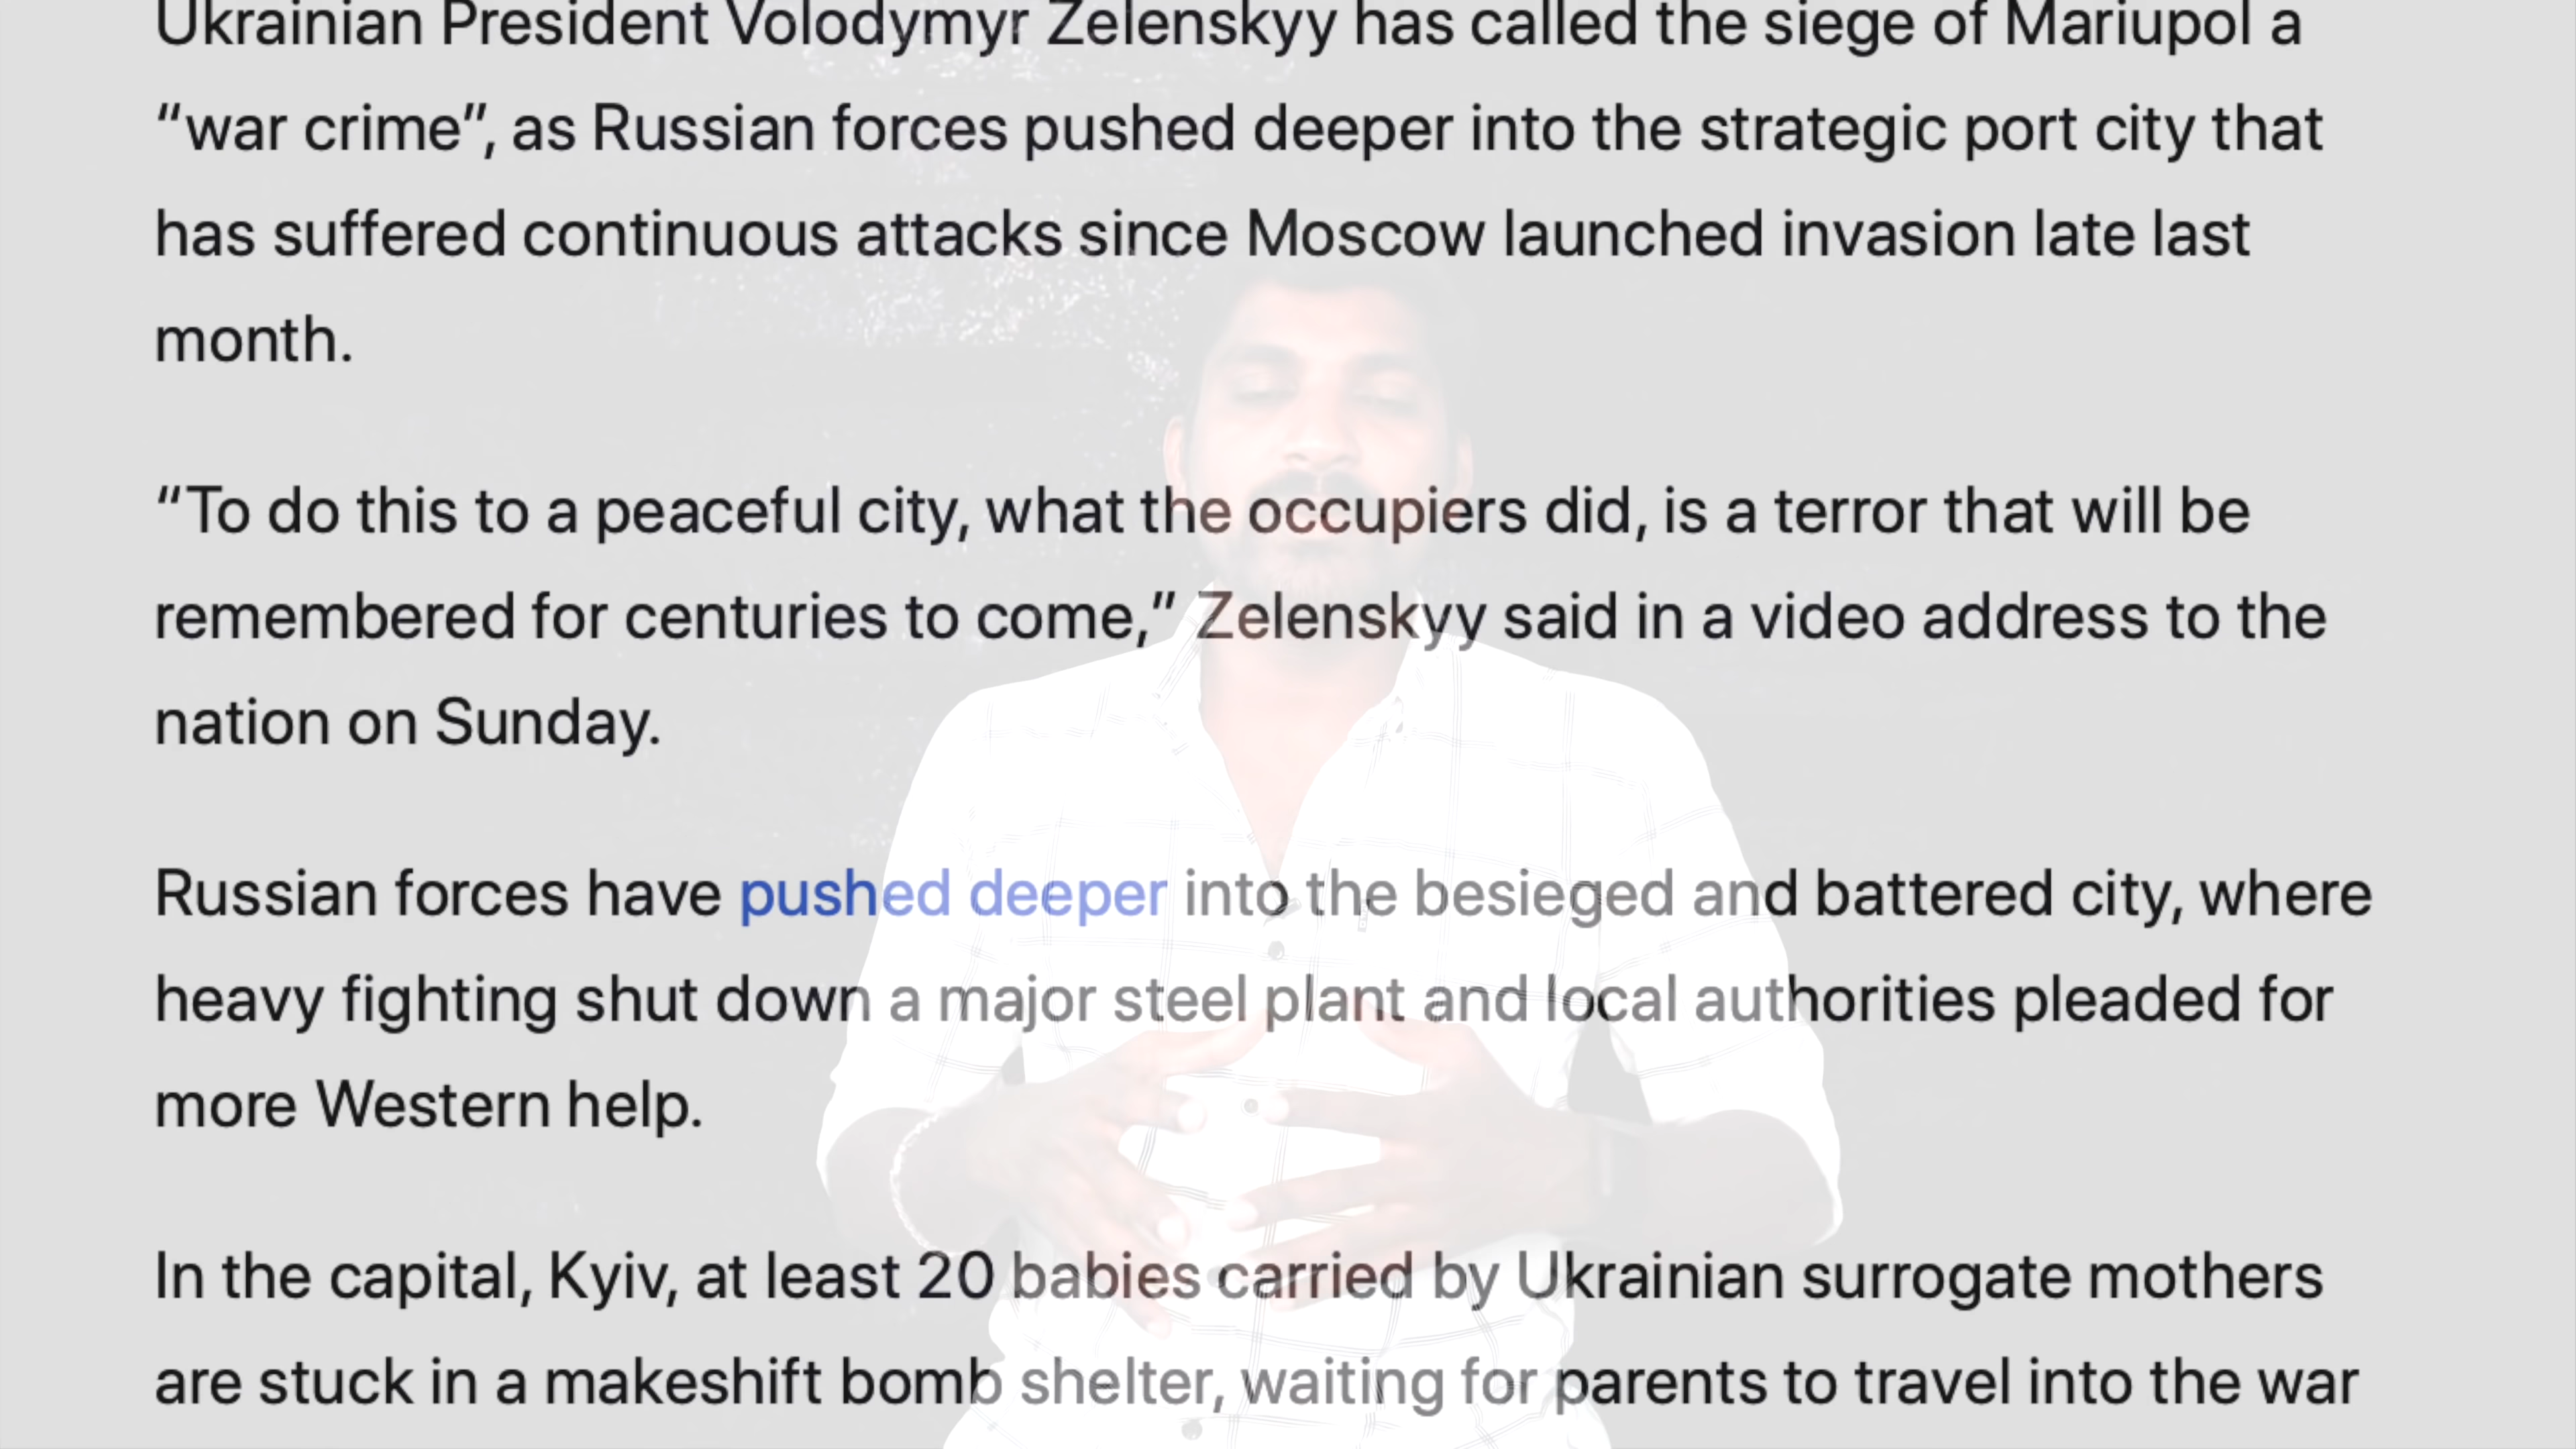 Ukrainian President Volodymyr Zelenskyy has called the siege of Mariupol a
“war crime”, as Russian forces pushed deeper into the strategic port city that
has suffered continuous attacks since Moscow launched invasion late last
month.
“To do this to a peaceful city, what the occupiers did, is a terror that will be
remembered for centuries to come,” Zelenskyy said in a video address to the
nation on Sunday.
Russian forces have pushed deeper into the besieged and battered city, where
heavy fighting shut down a major steel plant and local authorities pleaded for
more Western help.
In the capital, Kyiv, at least 20 babies carried by Ukrainian surrogate mothers
are stuck in a makeshift bomb shelter, waiting for parents to travel into the war